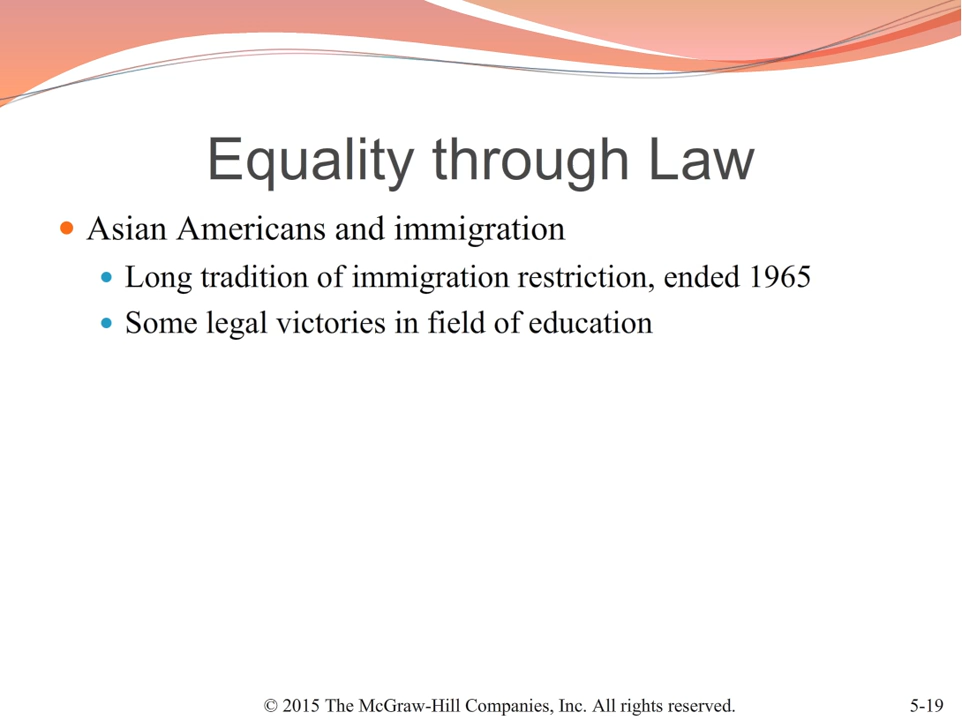 Equality through Law
Asian Americans and immigration
Long tradition of immigration restriction, ended 1965
Some legal victories in field of education
© 2015 The McGraw-Hill Companies, Inc. All rights reserved.
5-19